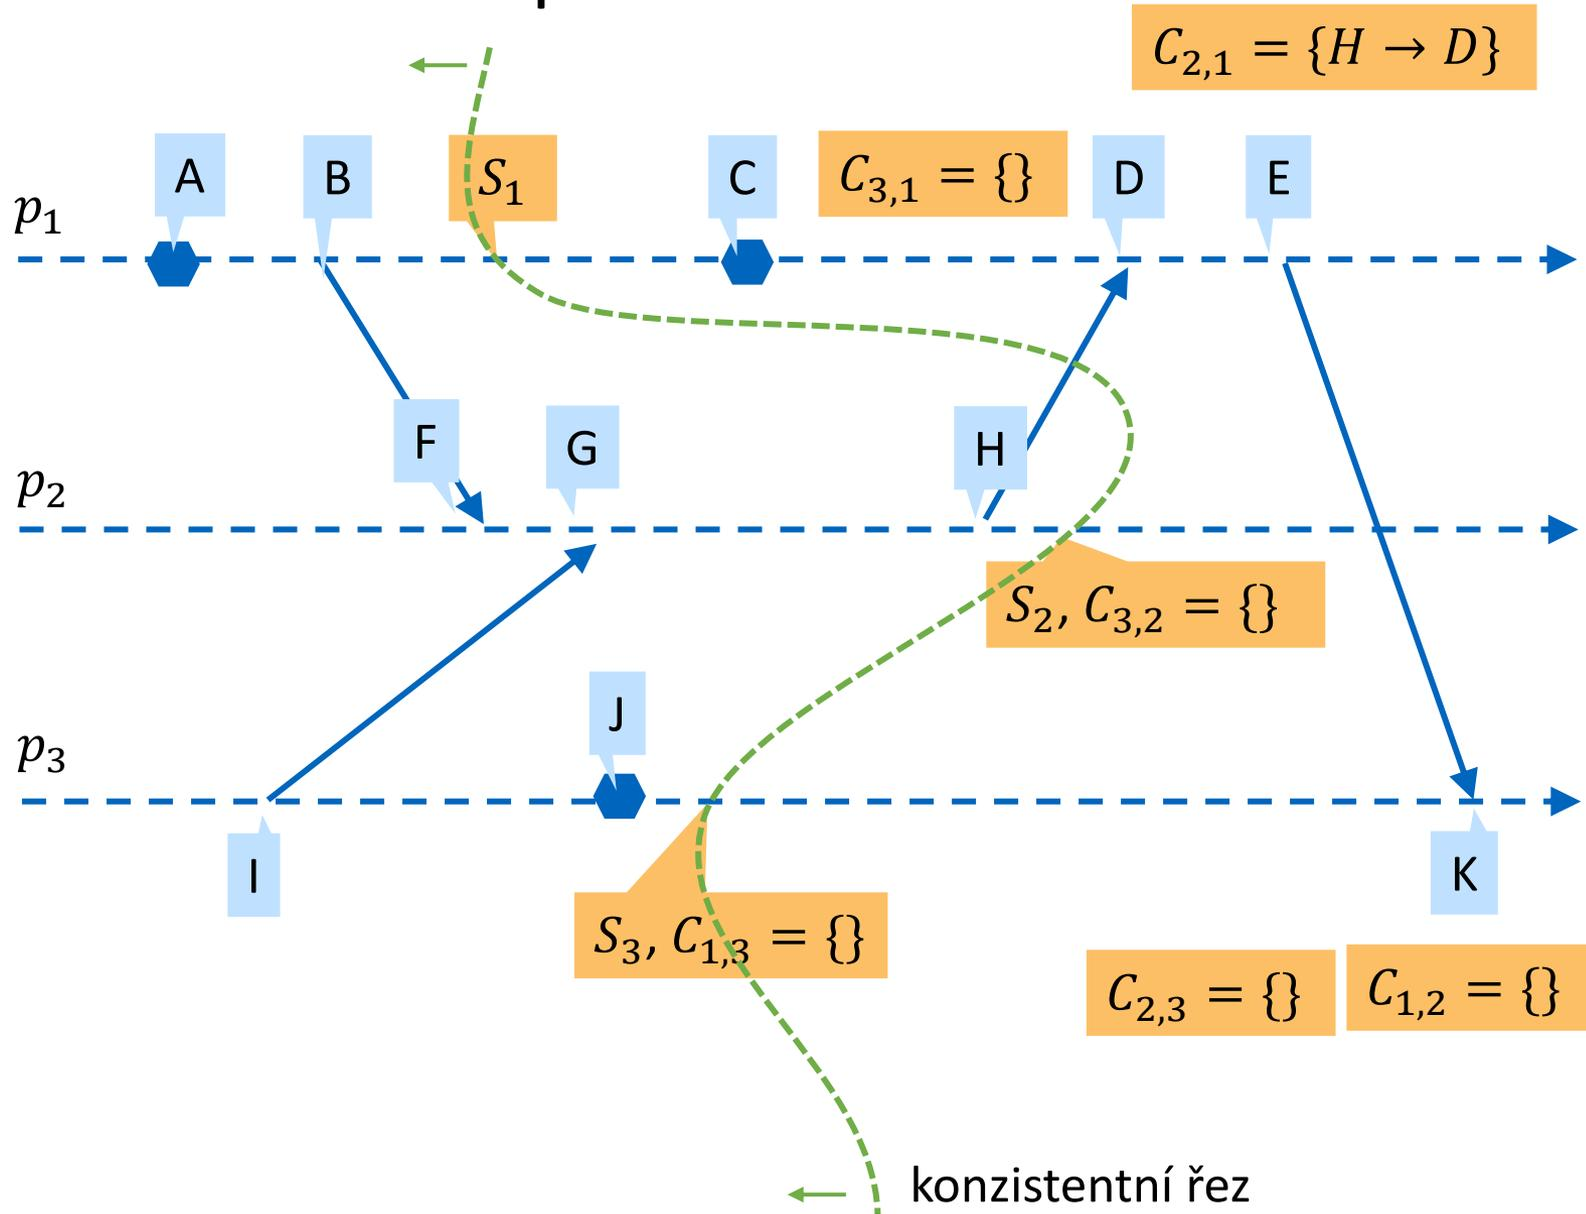 C2,1 = {H → D}
A
B
S1
C
C3,1 = {}
D
E
p1
F
G
H
p2
S2, C3,2 = {}
J
p3
I
K
S3, C1,3 = {}
C2,3 = {}
C1,2 = {}
konzistentní řez